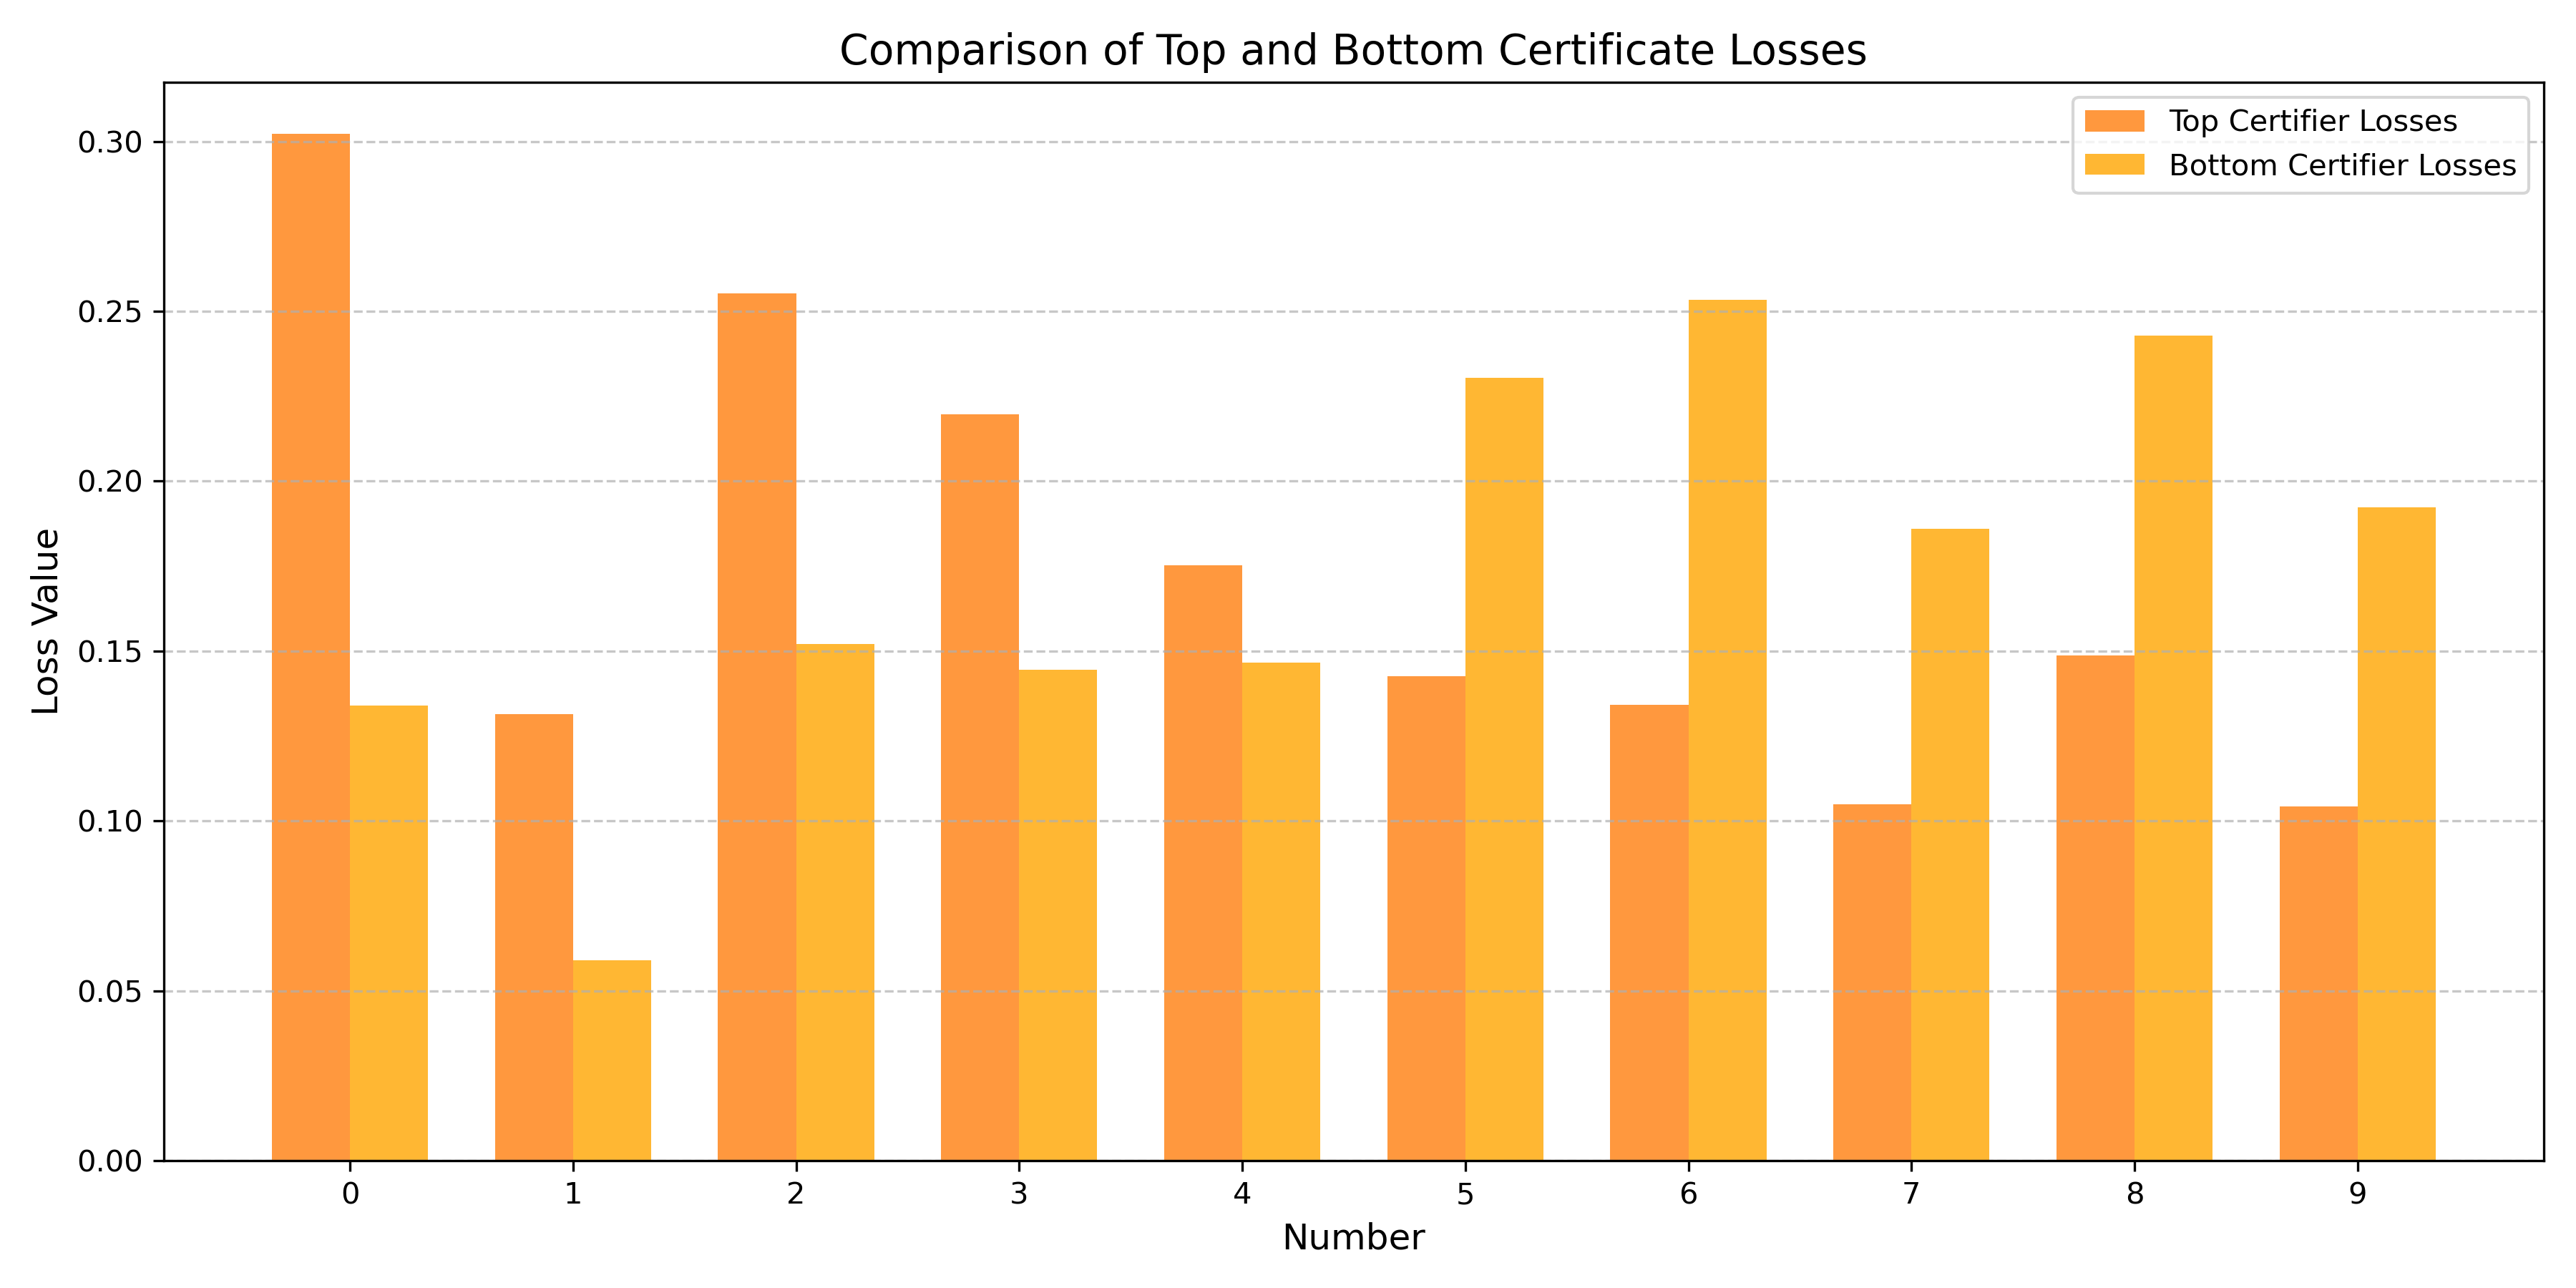 Comparison of Top and Bottom Certificate Losses
Top Certifier Losses
Bottom Certifier Losses
Loss Value
0.30
0.25
0.20
0.15
0.10
0.05
0.00
0 1 2 3 4 5 6 7 8 9
Number